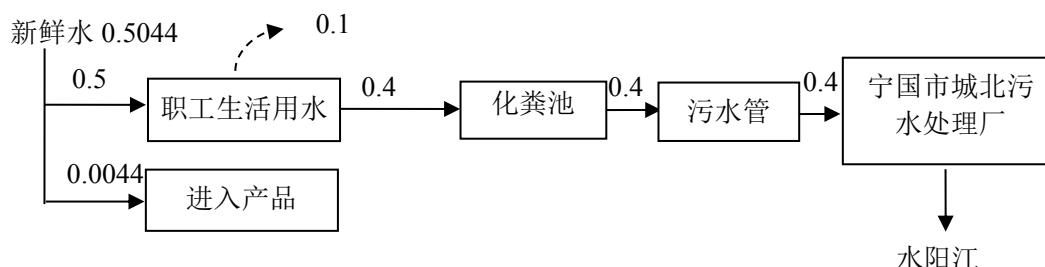 新鲜水 0.5044
0.1
0.5
职工生活用水
0.4
化粪池
0.4
污水管
0.4
宁国市城北污
水处理厂
0.0044
进入产品
水阳江